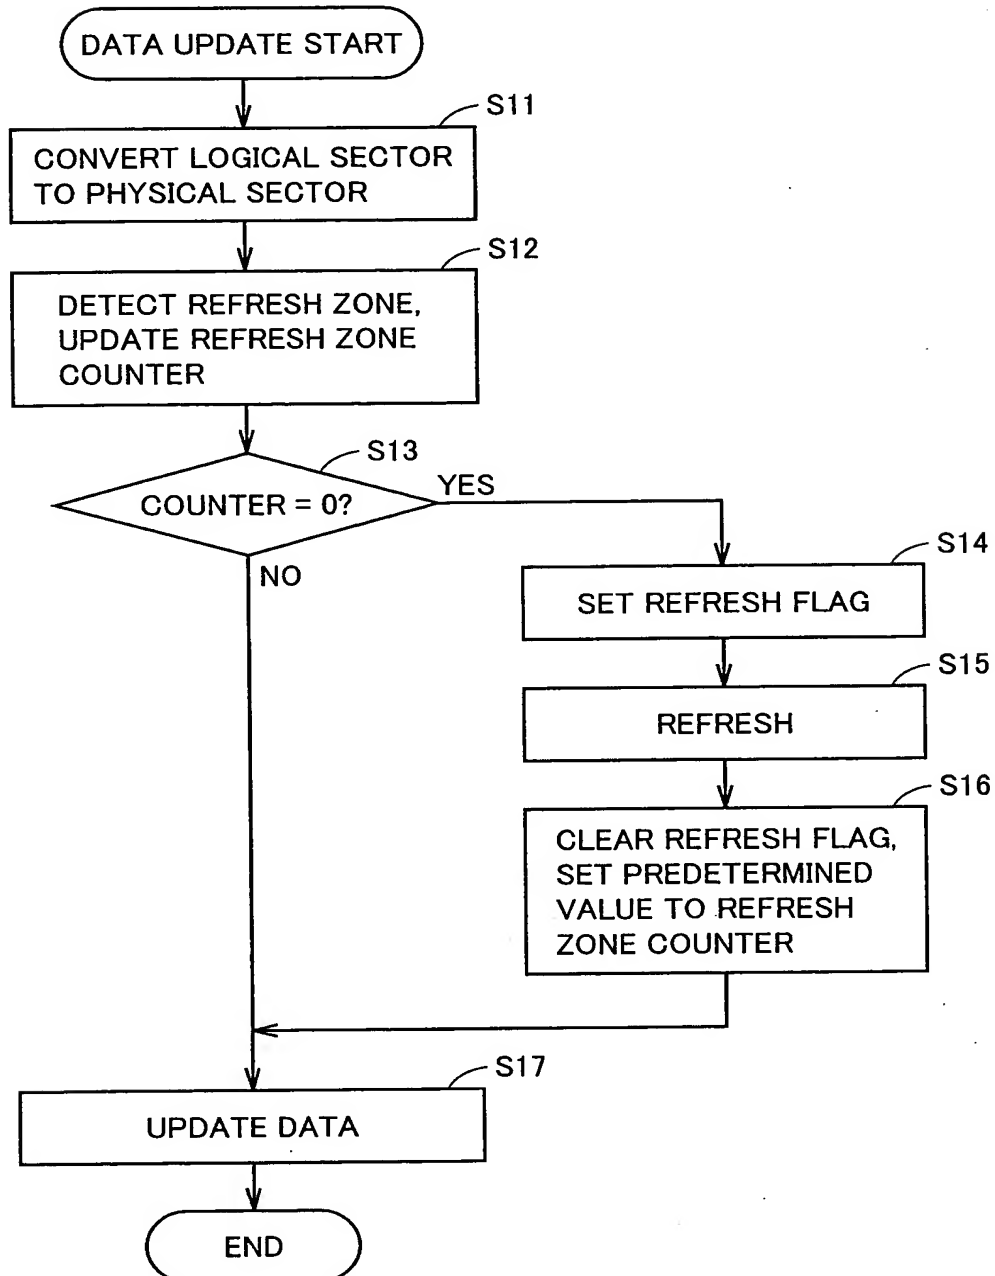 DATA UPDATE START
S11
CONVERT LOGICAL SECTOR
TO PHYSICAL SECTOR
S12
DETECT REFRESH ZONE,
UPDATE REFRESH ZONE
COUNTER
S13
COUNTER = 0?
YES
NO
S14
SET REFRESH FLAG
S15
REFRESH
S16
CLEAR REFRESH FLAG,
SET PREDETERMINED
VALUE TO REFRESH
ZONE COUNTER
S17
UPDATE DATA
END